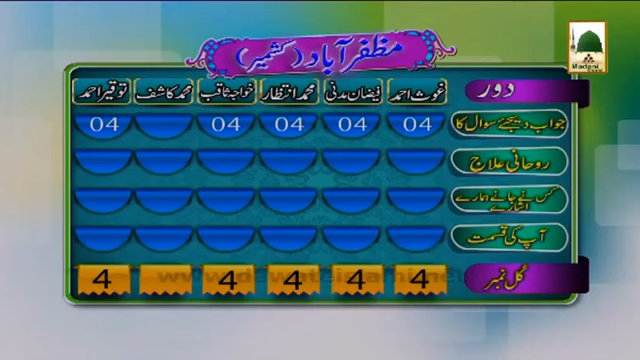 مظفر آباد (کشمیر)
Madani
دور غوث احمد فیضان مدنی محمد انتظار خواجہ ثاقب محمد کاشف توقیر احمد
جواب دیجئے سوال کا 04 04 04 04 04
روحانی علاج
کس نے جانے ہمارے اشارے
آپ کی قسمت
کل نمبر 4 4 4 4 4